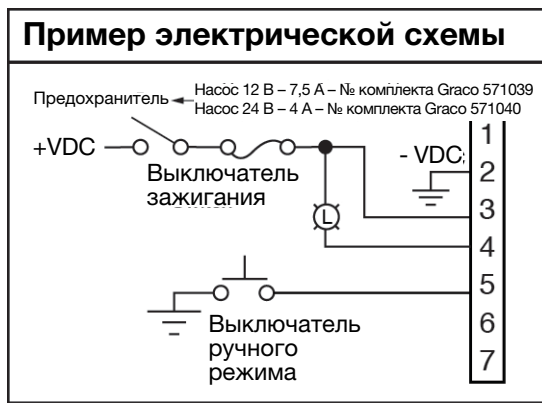 Пример электрической схемы
Насос 12 В – 7,5 А – № комплекта Graco 571039
Предохранитель
Насос 24 В – 4 А – № комплекта Graco 571040
+VDC
Выключатель
зажигания
- VDC
L
1
2
3
4
5
6
7
Выключатель
ручного
режима